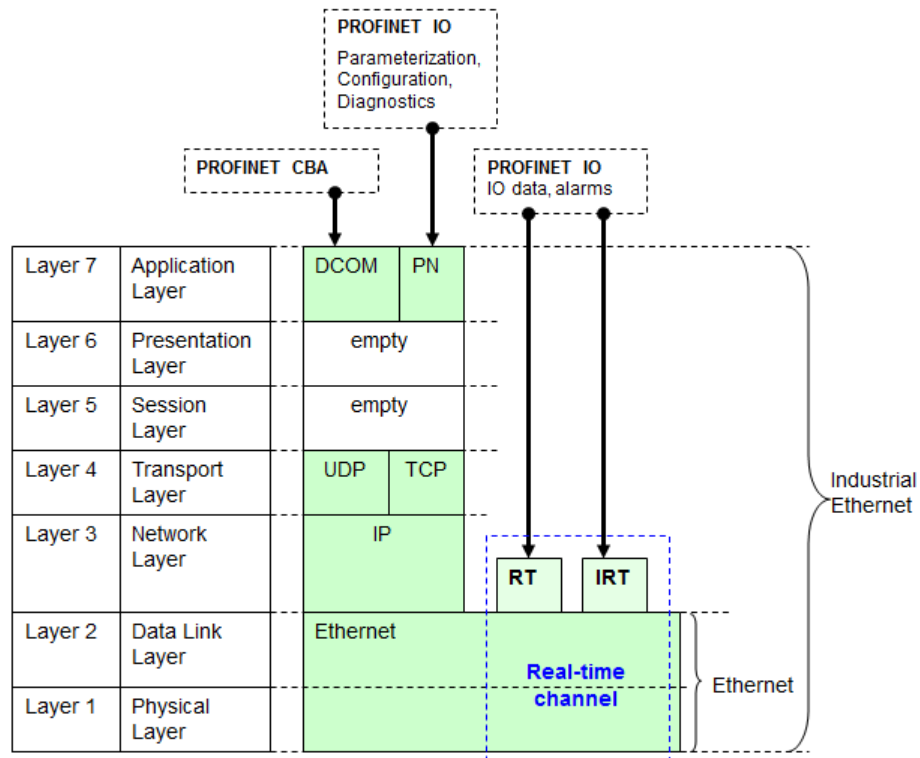 PROFINET IO
Parameterization,
Configuration,
Diagnostics
PROFINET CBA
PROFINET IO
IO data, alarms
Layer 7
Application
Layer
DCOM
PN
Layer 6
Presentation
Layer
empty
Layer 5
Session
Layer
empty
Layer 4
Transport
Layer
UDP
TCP
Industrial
Ethernet
Layer 3
Network
Layer
IP
RT
IRT
Layer 2
Data Link
Layer
Ethernet
Real-time
channel
Ethernet
Layer 1
Physical
Layer